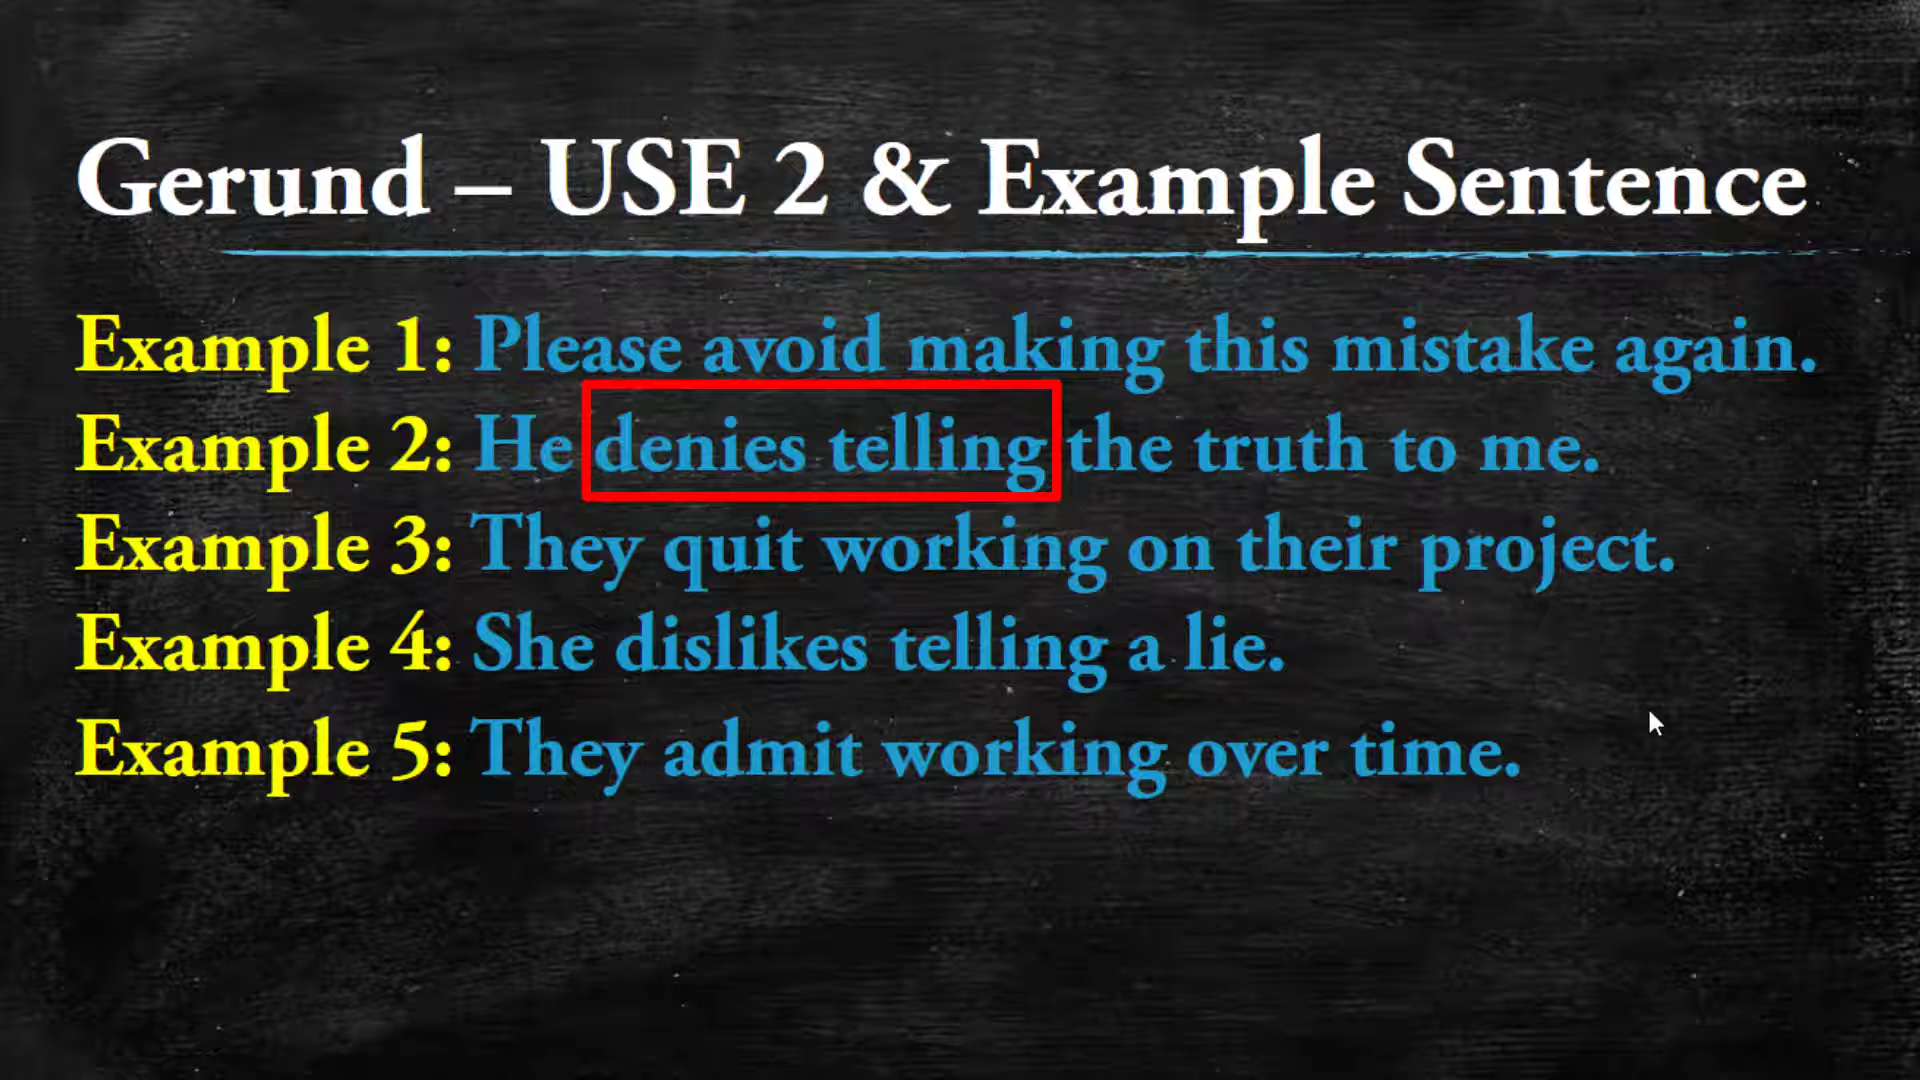 Gerund – USE 2 & Example Sentence
Example 1: Please avoid making this mistake again.
Example 2: He denies telling the truth to me.
Example 3: They quit working on their project.
Example 4: She dislikes telling a lie.
Example 5: They admit working over time.